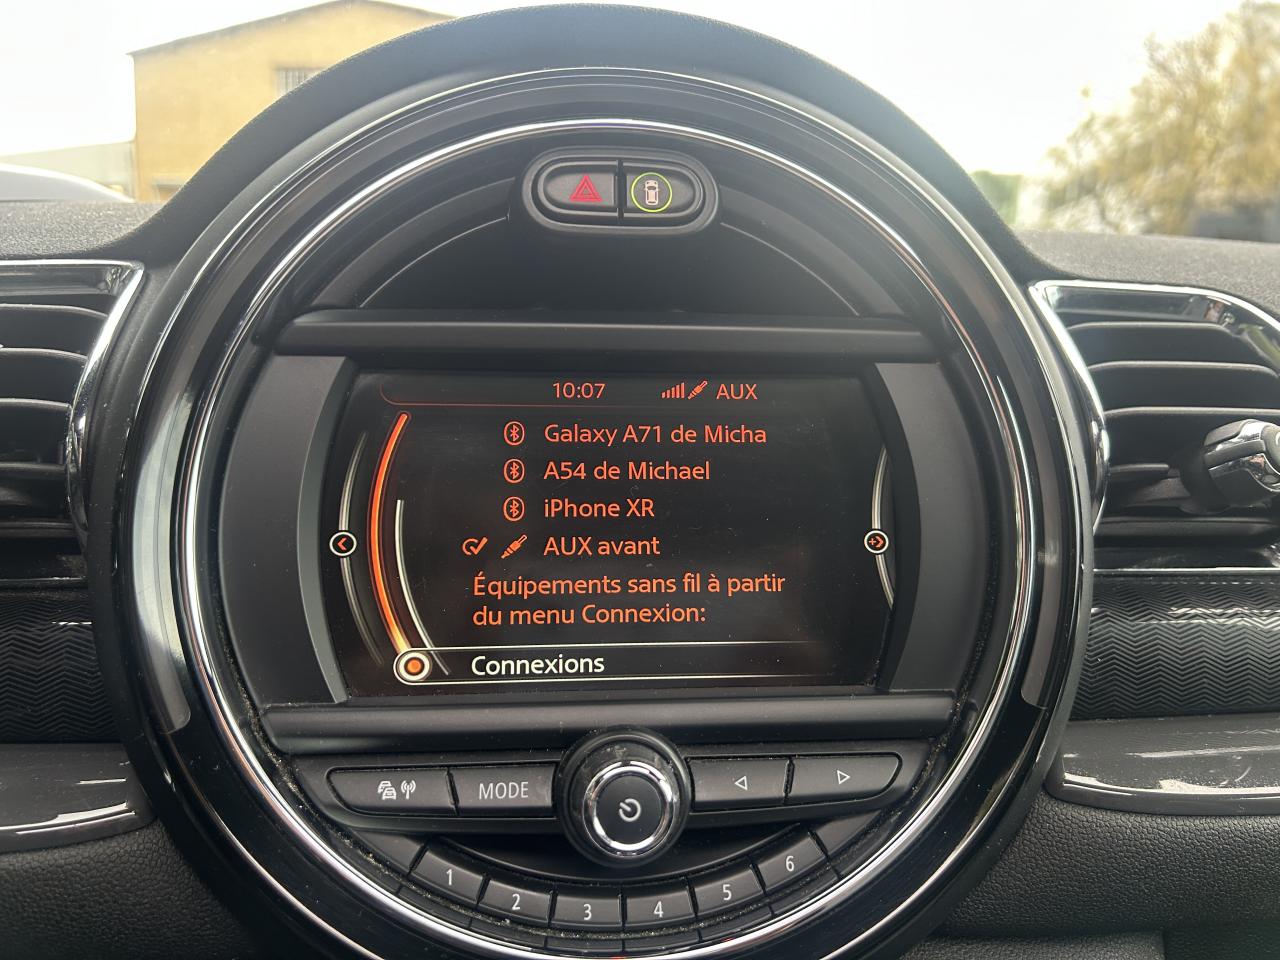 10:07 AUX
Galaxy A71 de Micha
A54 de Michael
iPhone XR
AUX avant
Équipements sans fil à partir
du menu Connexion:
Connexions
MODE
1 2 3 4 5 6